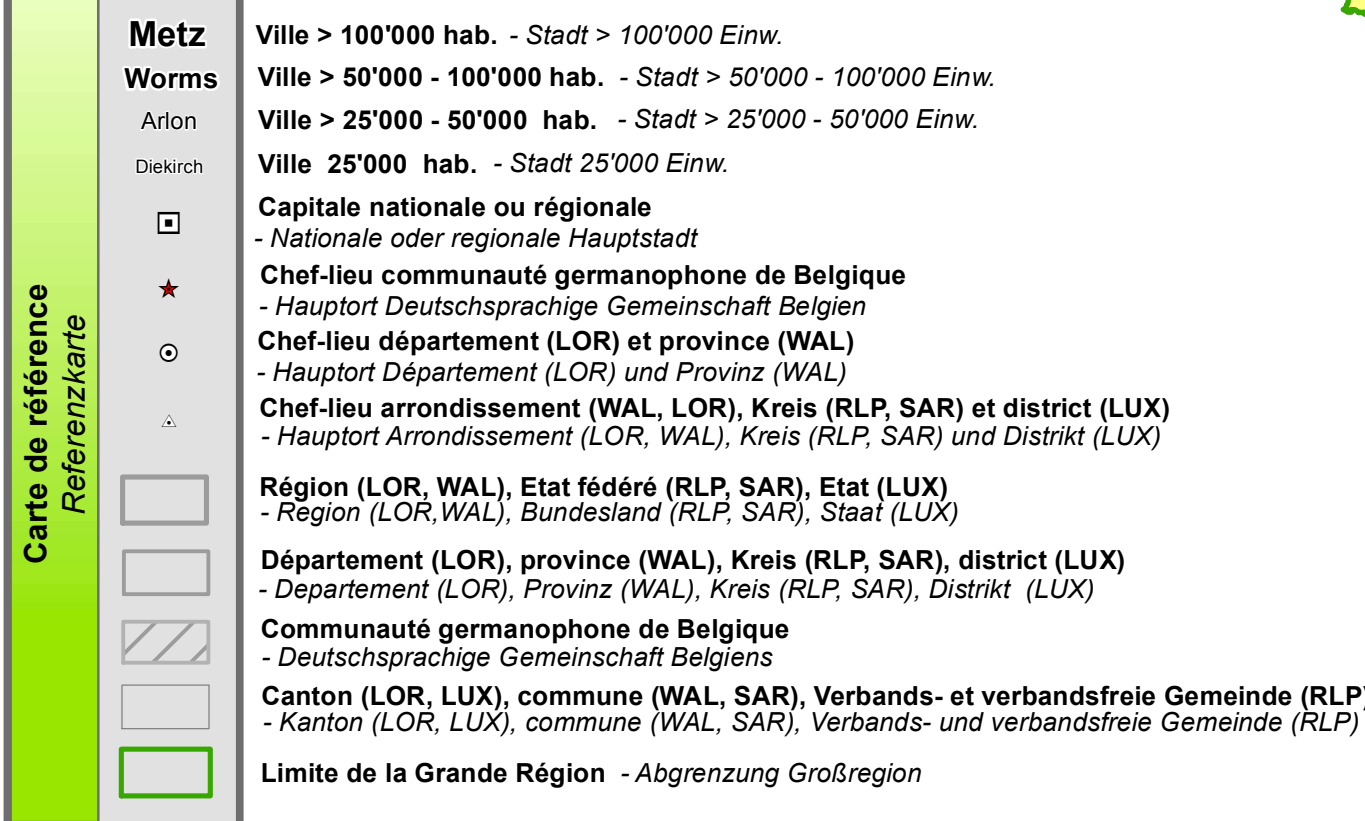 Carte de référence
Referenzkarte
Metz Ville > 100'000 hab. - Stadt > 100'000 Einw.
Worms Ville > 50'000 - 100'000 hab. - Stadt > 50'000 - 100'000 Einw.
Arlon Ville > 25'000 - 50'000 hab. - Stadt > 25'000 - 50'000 Einw.
Diekirch Ville 25'000 hab. - Stadt 25'000 Einw.
Capitale nationale ou régionale
- Nationale oder regionale Hauptstadt
Chef-lieu communauté germanophone de Belgique
- Hauptort Deutschsprachige Gemeinschaft Belgien
Chef-lieu département (LOR) et province (WAL)
- Hauptort Département (LOR) und Provinz (WAL)
Chef-lieu arrondissement (WAL, LOR), Kreis (RLP, SAR) et district (LUX)
- Hauptort Arrondissement (LOR, WAL), Kreis (RLP, SAR) und Distrikt (LUX)
Région (LOR, WAL), Etat fédéré (RLP, SAR), Etat (LUX)
- Region (LOR,WAL), Bundesland (RLP, SAR), Staat (LUX)
Département (LOR), province (WAL), Kreis (RLP, SAR), district (LUX)
- Departement (LOR), Provinz (WAL), Kreis (RLP, SAR), Distrikt (LUX)
Communauté germanophone de Belgique
- Deutschsprachige Gemeinschaft Belgiens
Canton (LOR, LUX), commune (WAL, SAR), Verbands- et verbandsfreie Gemeinde (RLP)
- Kanton (LOR, LUX), commune (WAL, SAR), Verbands- und verbandsfreie Gemeinde (RLP)
Limite de la Grande Région - Abgrenzung Großregion